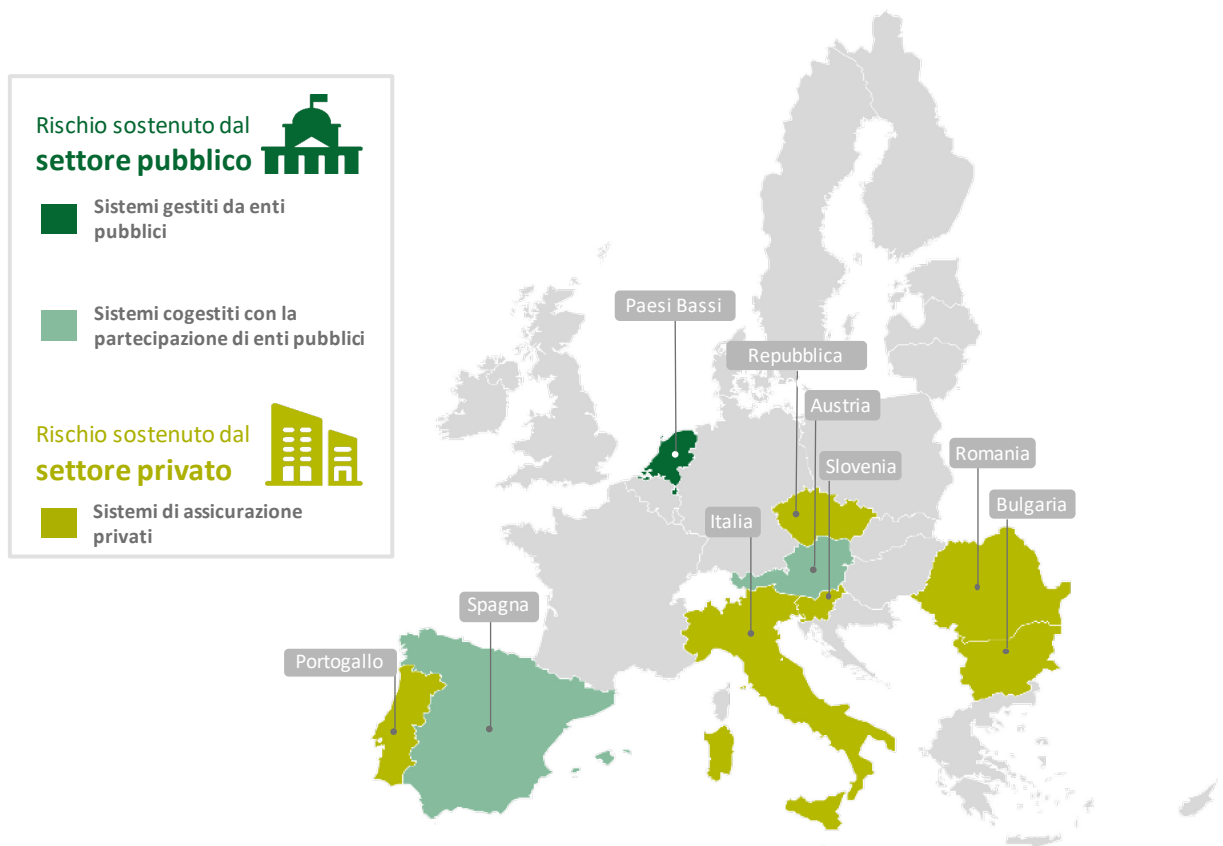 Rischio sostenuto dal
settore pubblico
Sistemi gestiti da enti
pubblici
Sistemi cogestiti con la
partecipazione di enti pubblici
Rischio sostenuto dal
settore privato
Sistemi di assicurazione
privati
Paesi Bassi
Repubblica
Austria
Slovenia
Romania
Bulgaria
Italia
Spagna
Portogallo